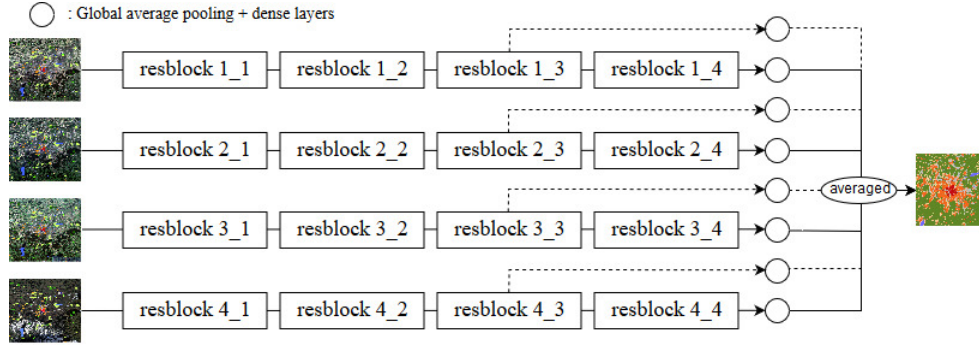 : Global average pooling + dense layers
resblock 1_1 resblock 1_2 resblock 1_3 resblock 1_4
resblock 2_1 resblock 2_2 resblock 2_3 resblock 2_4
averaged
resblock 3_1 resblock 3_2 resblock 3_3 resblock 3_4
resblock 4_1 resblock 4_2 resblock 4_3 resblock 4_4